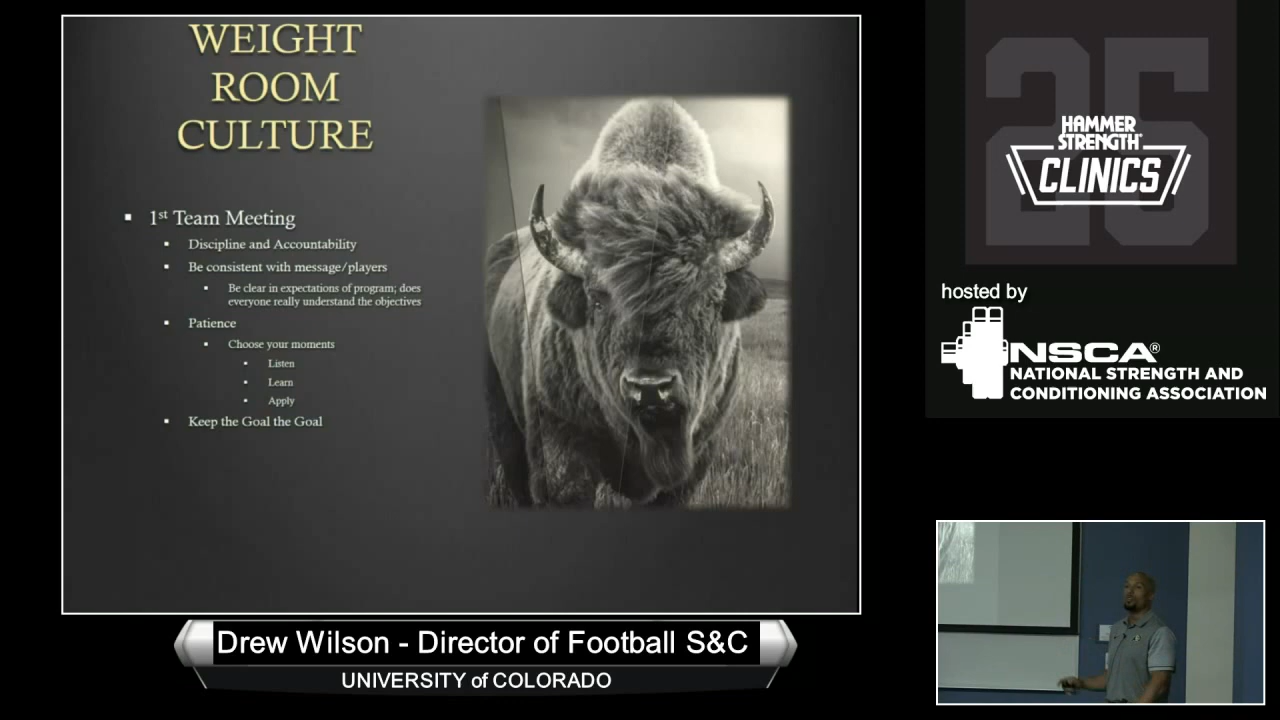 WEIGHT
ROOM
CULTURE
1st Team Meeting
Discipline and Accountability
Be consistent with message/players
Be clear in expectations of program; does
everyone really understand the objectives
Patience
Choose your moments
Listen
Learn
Apply
Keep the Goal the Goal
25
HAMMER
STRENGTH®
CLINICS
hosted by
NSCA®
NATIONAL STRENGTH AND
CONDITIONING ASSOCIATION
Drew Wilson - Director of Football S&C
UNIVERSITY of COLORADO